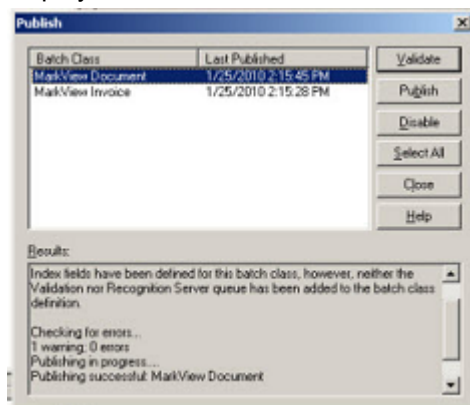 Publish
Batch Class Last Published
MarkView Document 1/25/2010 2:15:45 PM
MarkView Invoice 1/25/2010 2:15:28 PM
Validate
Publish
Disable
Select All
Close
Help
Results:
Index fields have been defined for this batch class, however, neither the
Validation nor Recognition Server queue has been added to the batch class
definition.
Checking for errors...
1 warning; 0 errors
Publishing in progress....
Publishing successful: MarkView Document